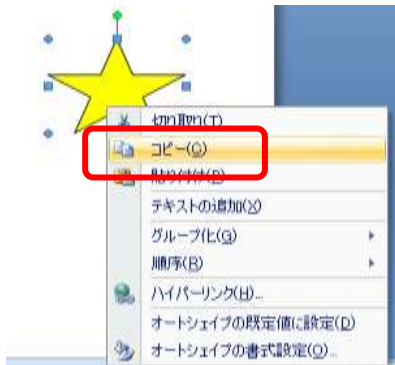 切り取り(T)
コピー(C)
貼り付け(P)
テキストの追加(X)
グループ化(G)
順序(R)
ハイパーリンク(H)...
オートシェイプの既定値に設定(D)
オートシェイプの書式設定(O)...